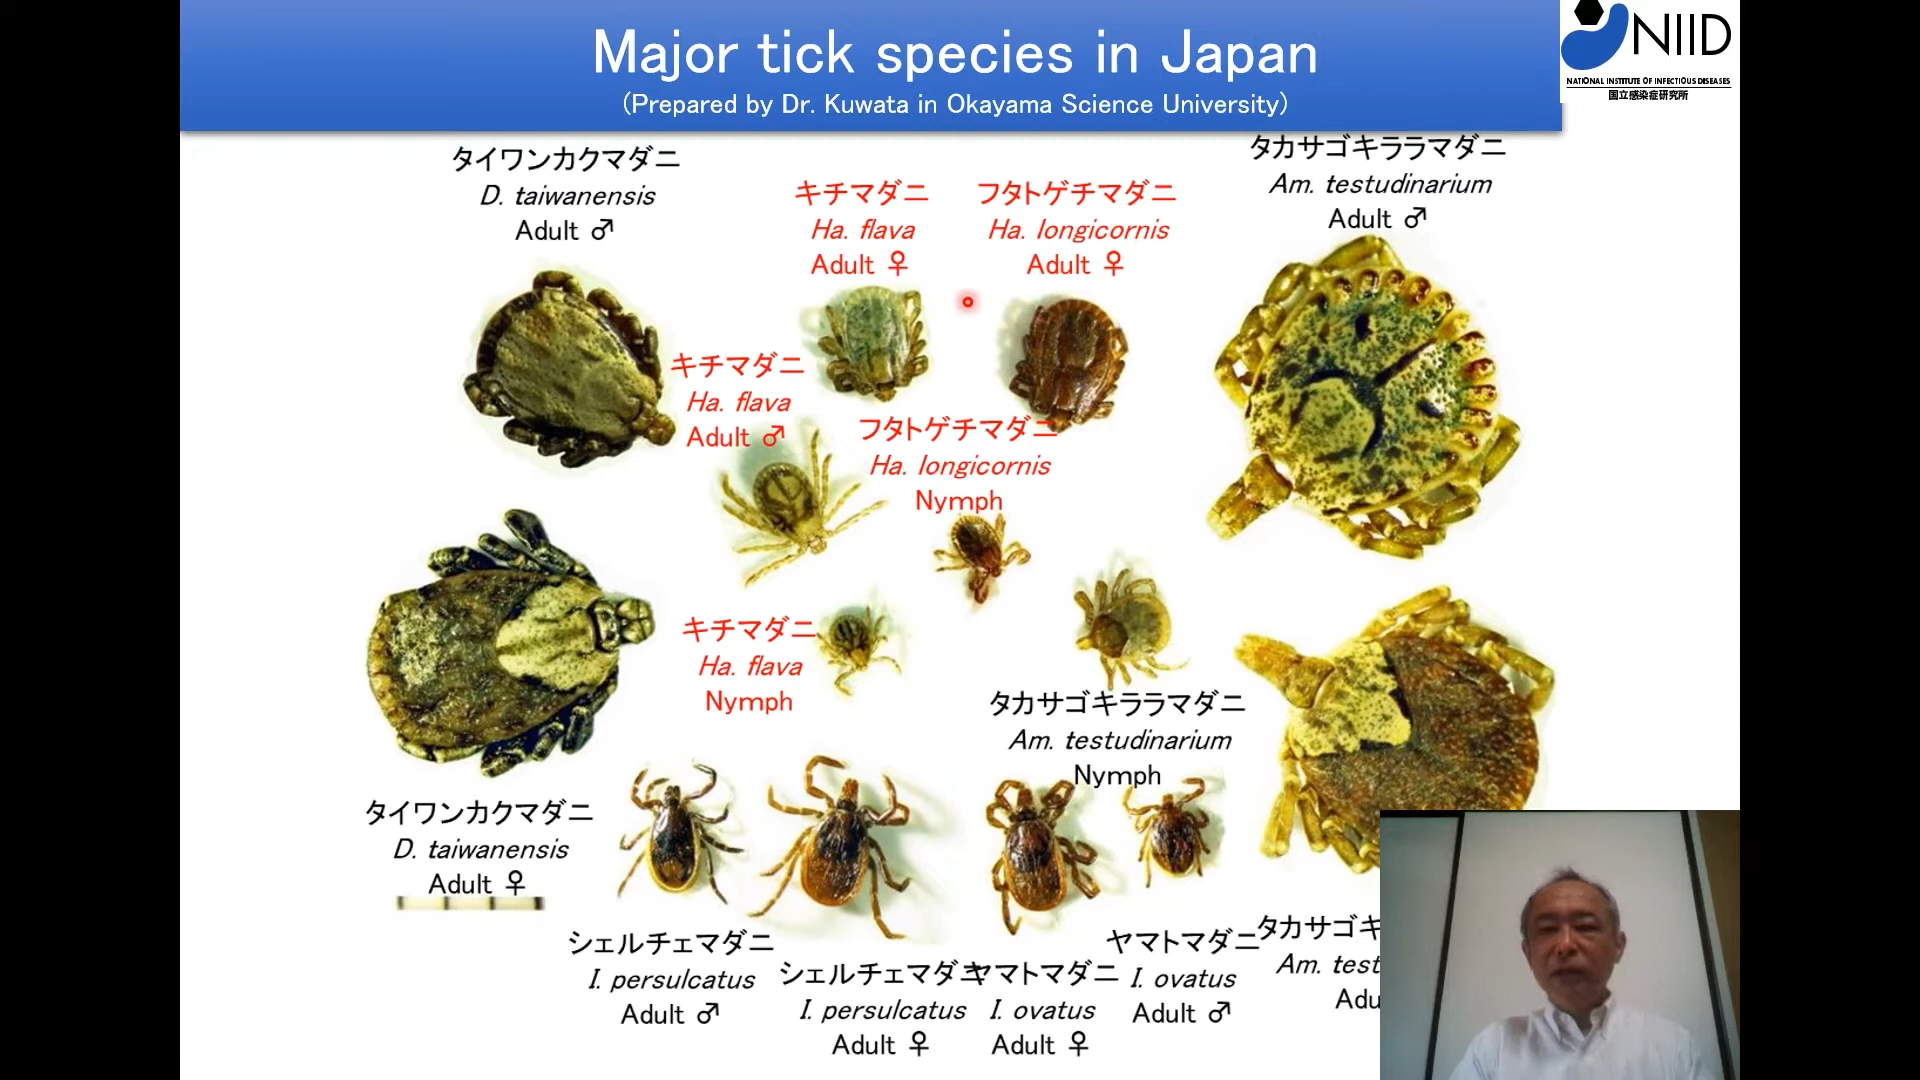 Major tick species in Japan
(Prepared by Dr. Kuwata in Okayama Science University)
NIID
NATIONAL INSTITUTE OF INFECTIOUS DISEASES
国立感染症研究所
タイワンカクマダニ
D. taiwanensis
Adult ♂
キチマダニ
Ha. flava
Adult ♀
フタトゲチマダニ
Ha. longicornis
Adult ♀
タカサゴキララマダニ
Am. testudinarium
Adult ♂
キチマダニ
Ha. flava
Adult ♂
フタトゲチマダニ
Ha. longicornis
Nymph
キチマダニ
Ha. flava
Nymph
タカサゴキララマダニ
Am. testudinarium
Nymph
タイワンカクマダニ
D. taiwanensis
Adult ♀
シェルチェマダニ
I. persulcatus
Adult ♂
シェルチェマダニ
I. persulcatus
Adult ♀
ヤマトマダニ
I. ovatus
Adult ♀
ヤマトマダニ
I. ovatus
Adult ♂
タカサゴキ
Am. test
Adu